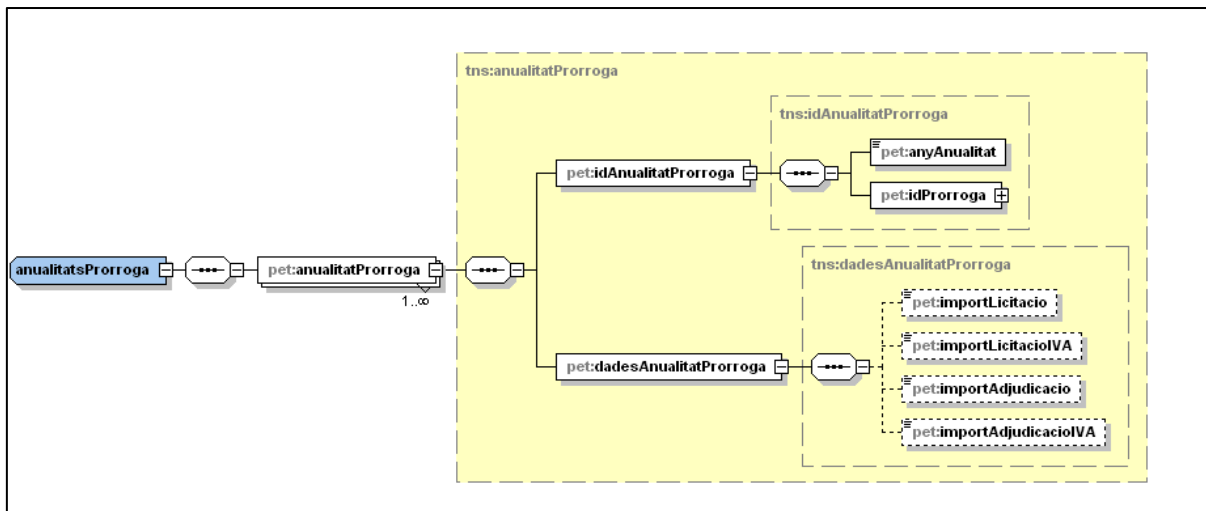 tns:anualitatProrroga
tns:idAnualitatProrroga
pet:anyAnualitat
pet:idAnualitatProrroga
pet:idProrroga
anualitatsProrroga
pet:anualitatProrroga
1..∞
tns:dadesAnualitatProrroga
pet:importLicitacio
pet:importLicitacioIVA
pet:dadesAnualitatProrroga
pet:importAdjudicacio
pet:importAdjudicacioIVA